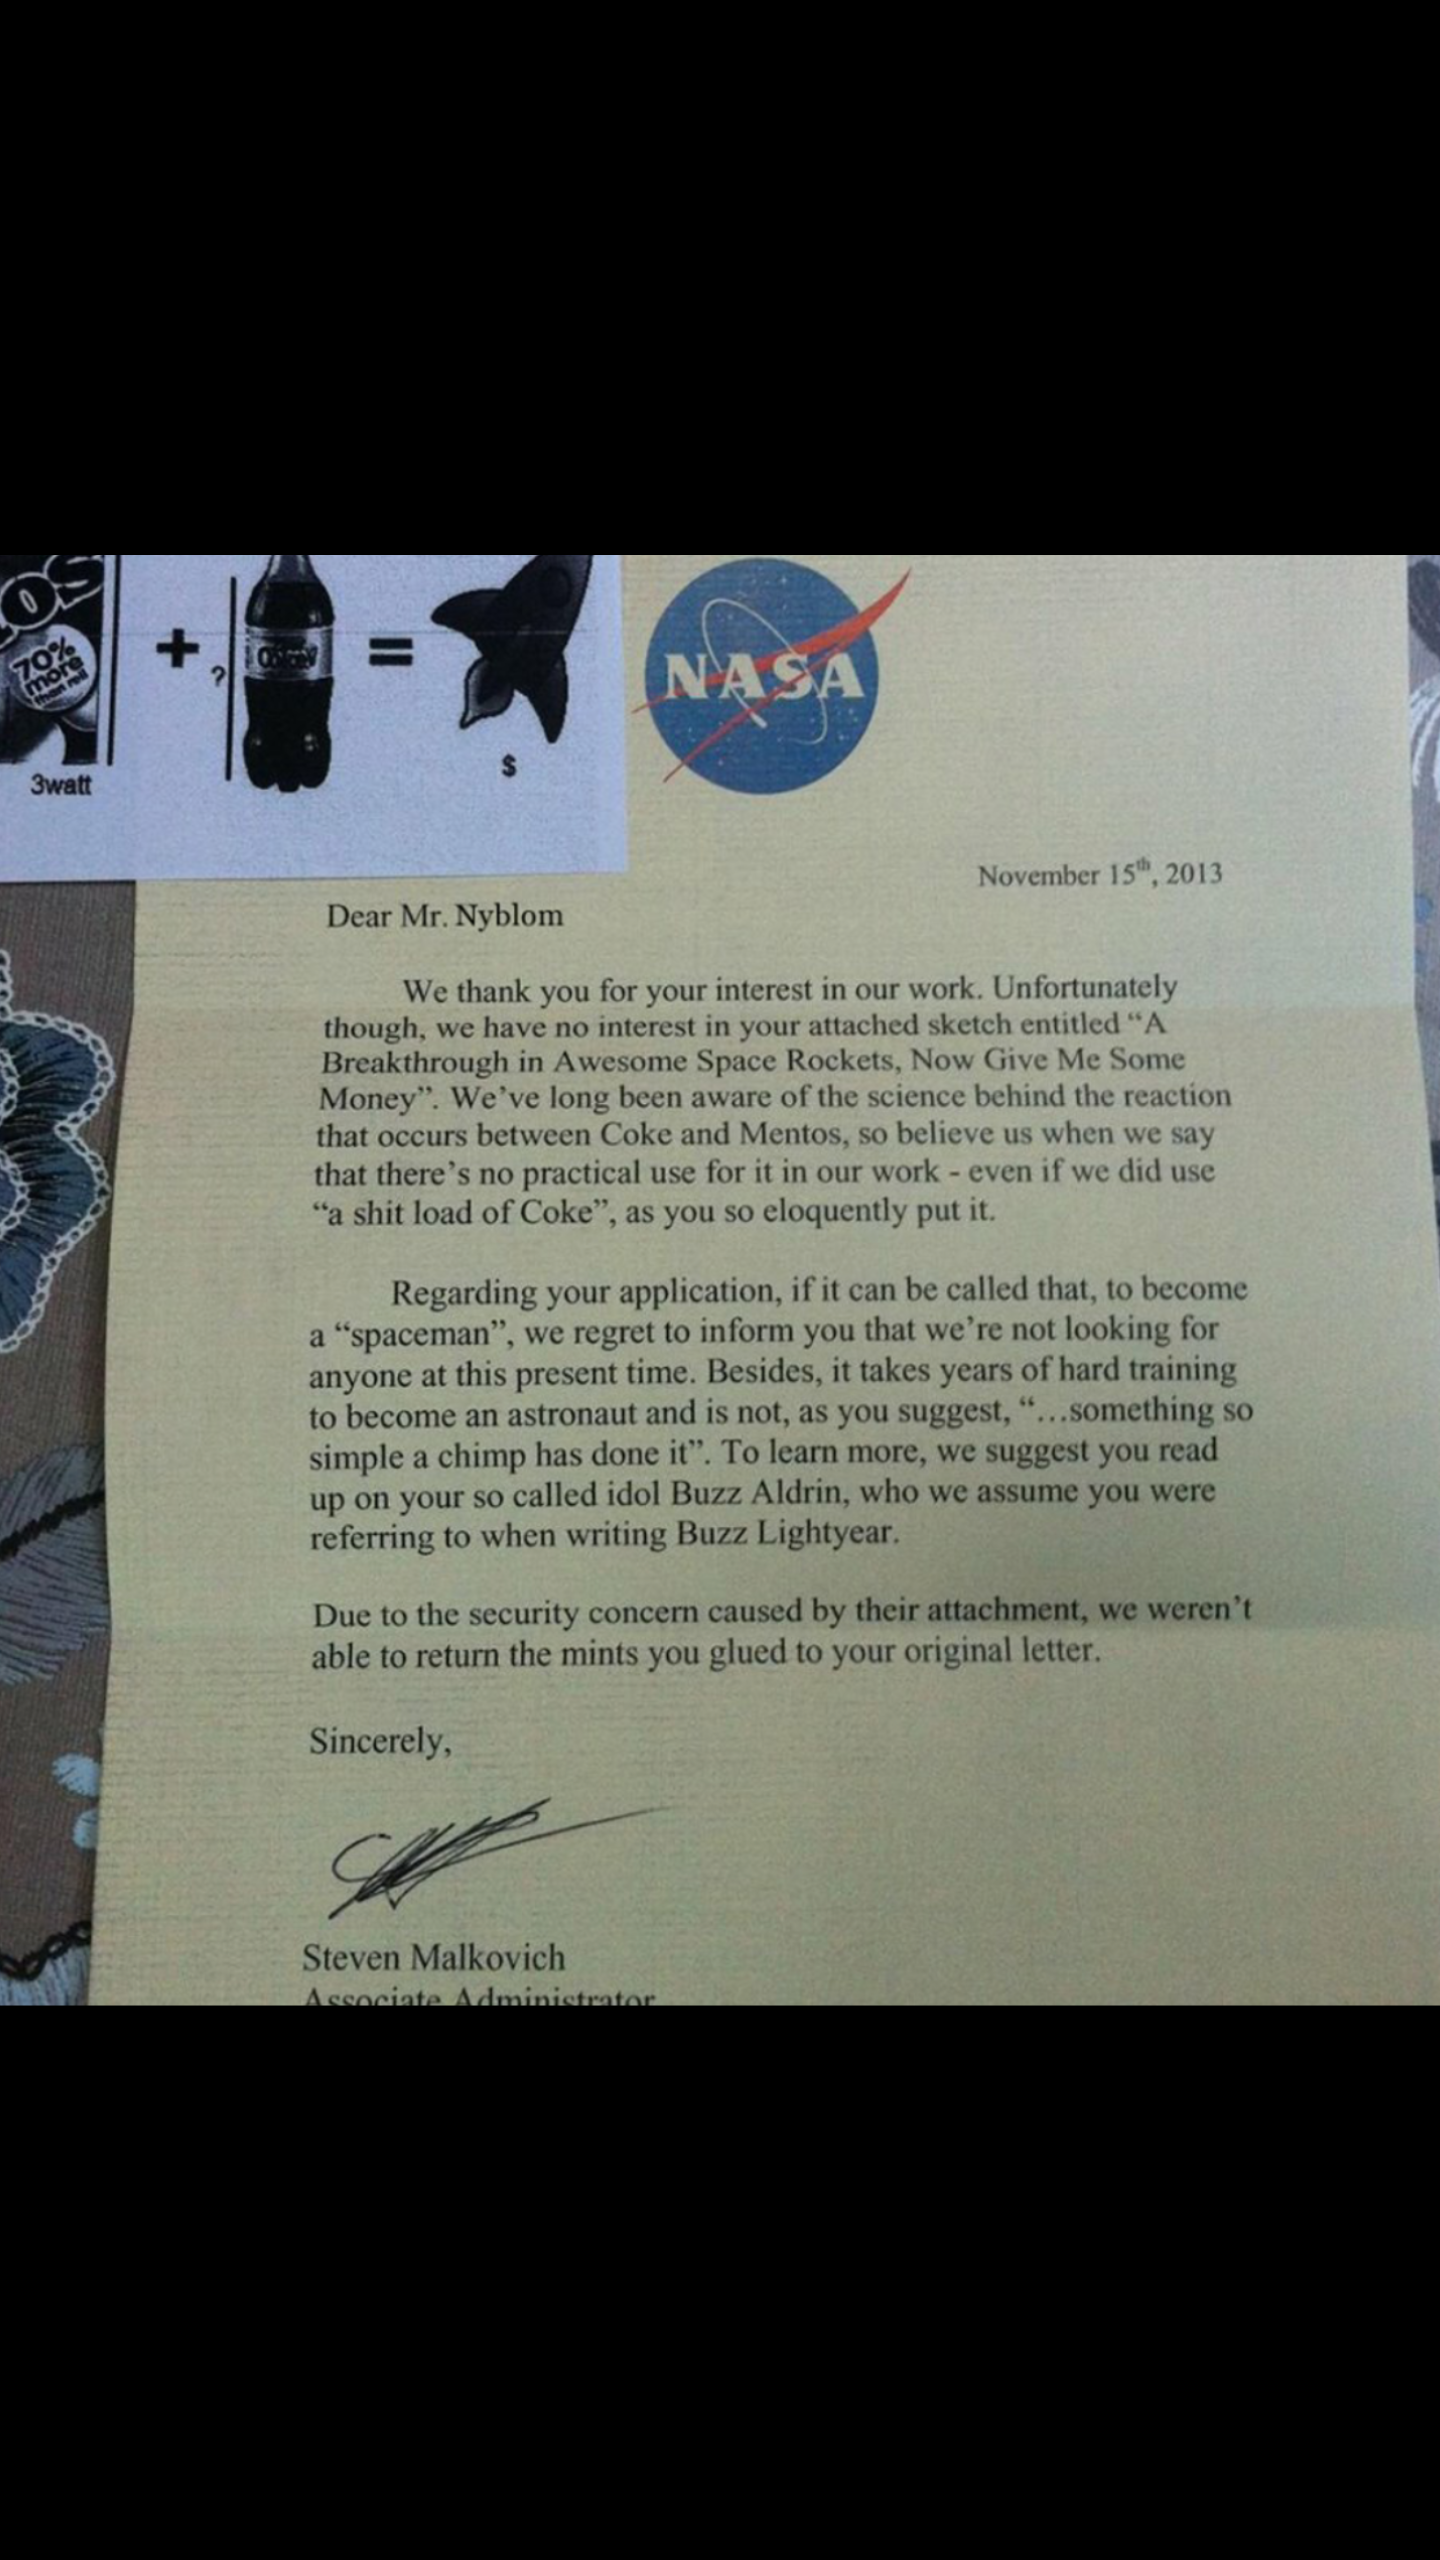 70%
more
+ ? =
3watt
$
NASA
November 15th, 2013
Dear Mr. Nyblom
We thank you for your interest in our work. Unfortunately
though, we have no interest in your attached sketch entitled “A
Breakthrough in Awesome Space Rockets, Now Give Me Some
Money”. We’ve long been aware of the science behind the reaction
that occurs between Coke and Mentos, so believe us when we say
that there’s no practical use for it in our work - even if we did use
“a shit load of Coke”, as you so eloquently put it.
Regarding your application, if it can be called that, to become
a “spaceman”, we regret to inform you that we’re not looking for
anyone at this present time. Besides, it takes years of hard training
to become an astronaut and is not, as you suggest, “…something so
simple a chimp has done it”. To learn more, we suggest you read
up on your so called idol Buzz Aldrin, who we assume you were
referring to when writing Buzz Lightyear.
Due to the security concern caused by their attachment, we weren’t
able to return the mints you glued to your original letter.
Sincerely,
Steven Malkovich
Associate Administrator